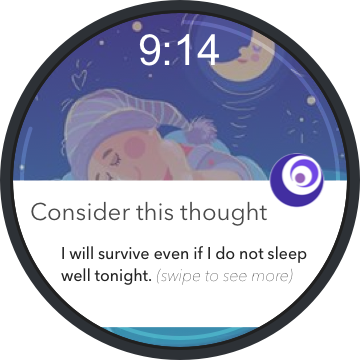 9:14
Consider this thought
I will survive even if I do not sleep
well tonight. (swipe to see more)